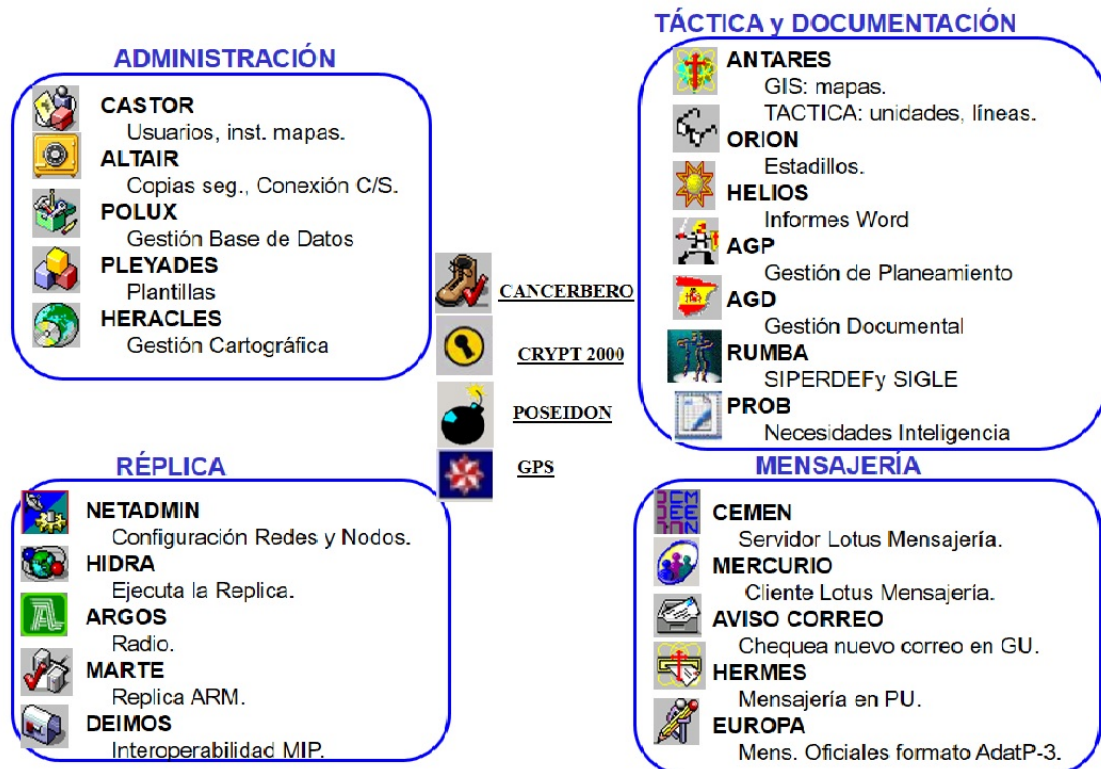 ADMINISTRACIÓN
CASTOR
Usuarios, inst. mapas.
ALTAIR
Copias seg., Conexión C/S.
POLUX
Gestión Base de Datos
PLEYADES
Plantillas
HERACLES
Gestión Cartográfica
TÁCTICA y DOCUMENTACIÓN
ANTARES
GIS: mapas.
TACTICA: unidades, líneas.
ORION
Estadillos.
HELIOS
Informes Word
AGP
Gestión de Planeamiento
AGD
Gestión Documental
RUMBA
SIPERDEFy SIGLE
PROB
Necesidades Inteligencia
CANCERBERO
CRYPT 2000
POSEIDON
GPS
RÉPLICA
NETADMIN
Configuración Redes y Nodos.
HIDRA
Ejecuta la Replica.
ARGOS
Radio.
MARTE
Replica ARM.
DEIMOS
Interoperabilidad MIP.
MENSAJERÍA
CEMEN
Servidor Lotus Mensajería.
MERCURIO
Cliente Lotus Mensajería.
AVISO CORREO
Chequea nuevo correo en GU.
HERMES
Mensajería en PU.
EUROPA
Mens. Oficiales formato AdatP-3.